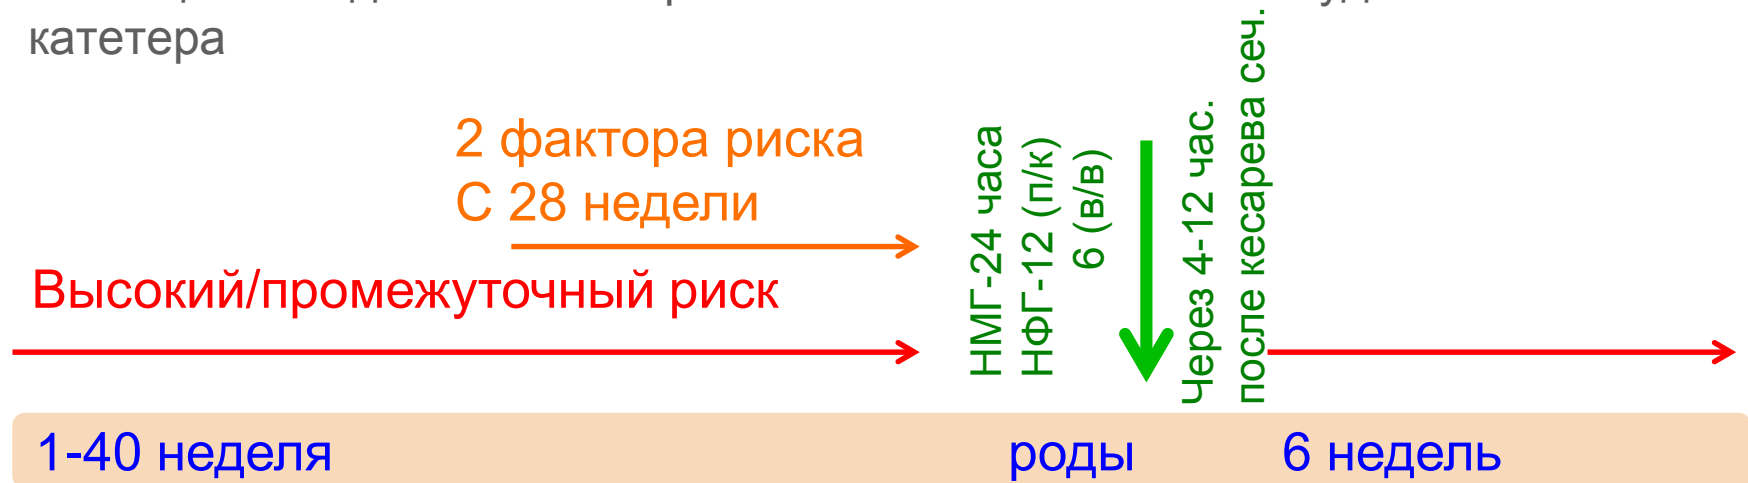 катетера
2 фактора риска
С 28 недели
Высокий/промежуточный риск
НМГ-24 часа
НФГ-12 (п/к)
6 (в/в)
Через 4-12 час.
после кесарева сеч.
1-40 неделя
роды
6 недель